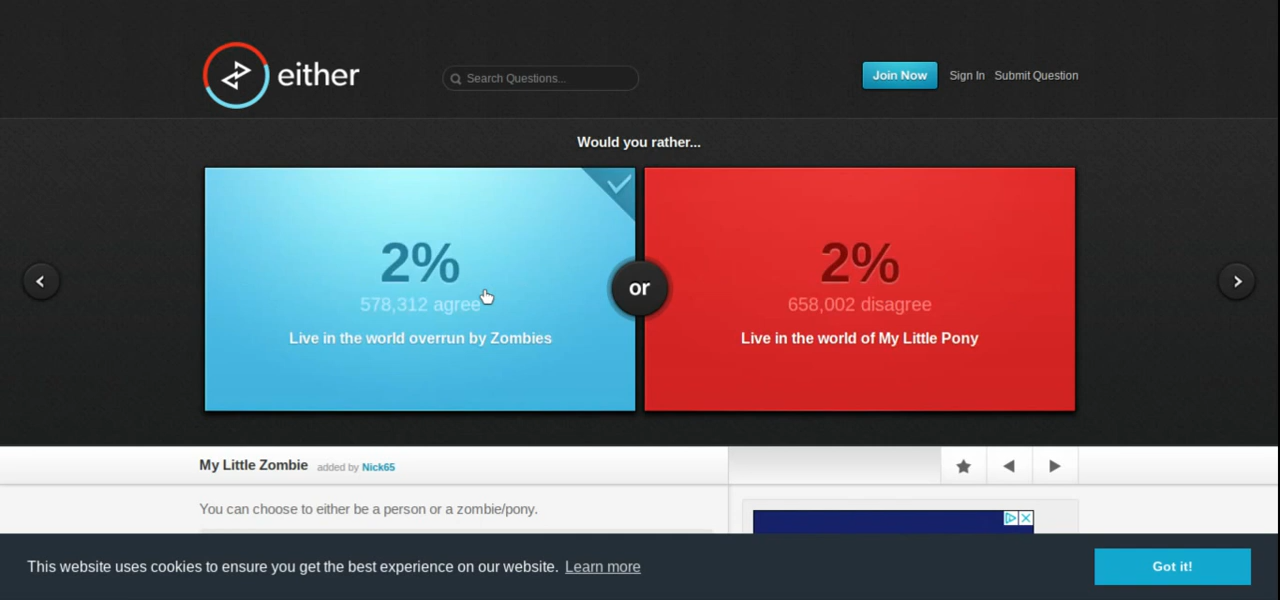 either
Search Questions...
Join Now
Sign In
Submit Question
Would you rather...
2%
578,312 agree
Live in the world overrun by Zombies
or
2%
658,002 disagree
Live in the world of My Little Pony
My Little Zombie added by Nick65
You can choose to either be a person or a zombie/pony.
This website uses cookies to ensure you get the best experience on our website. Learn more
Got it!